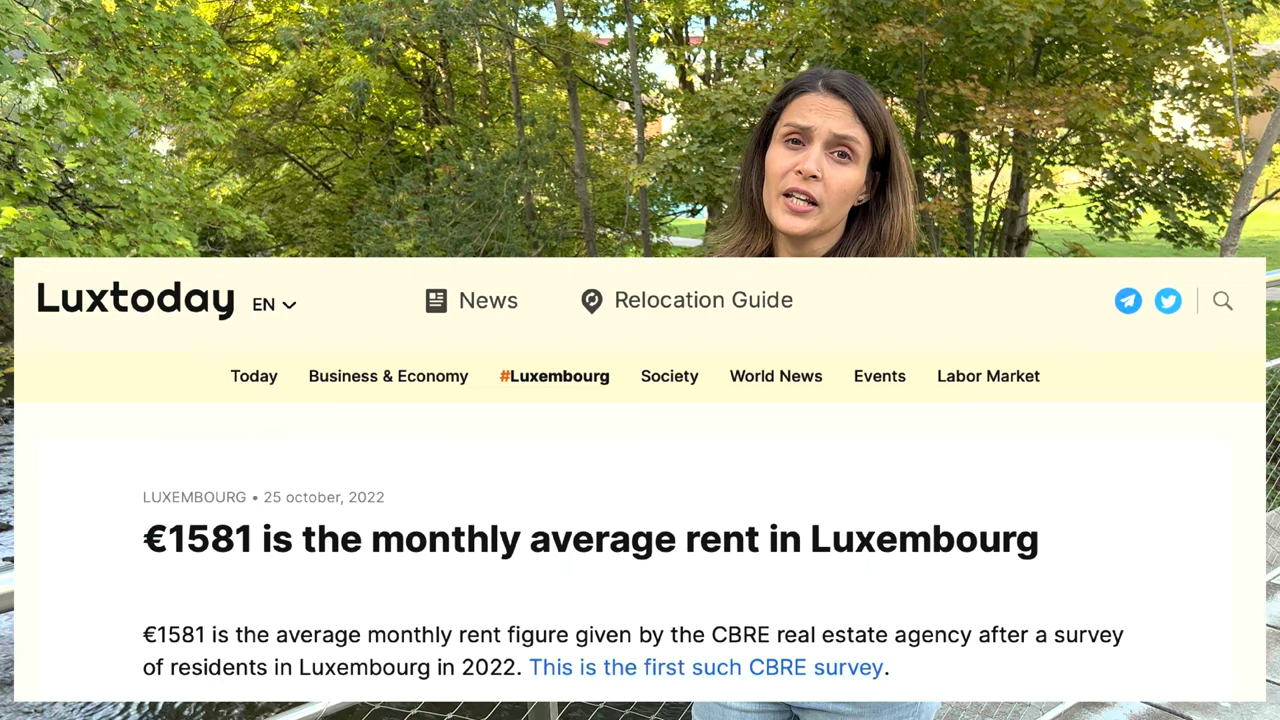 Luxtoday EN News Relocation Guide
Today Business & Economy #Luxembourg Society World News Events Labor Market
LUXEMBOURG • 25 october, 2022
€1581 is the monthly average rent in Luxembourg
€1581 is the average monthly rent figure given by the CBRE real estate agency after a survey
of residents in Luxembourg in 2022. This is the first such CBRE survey.